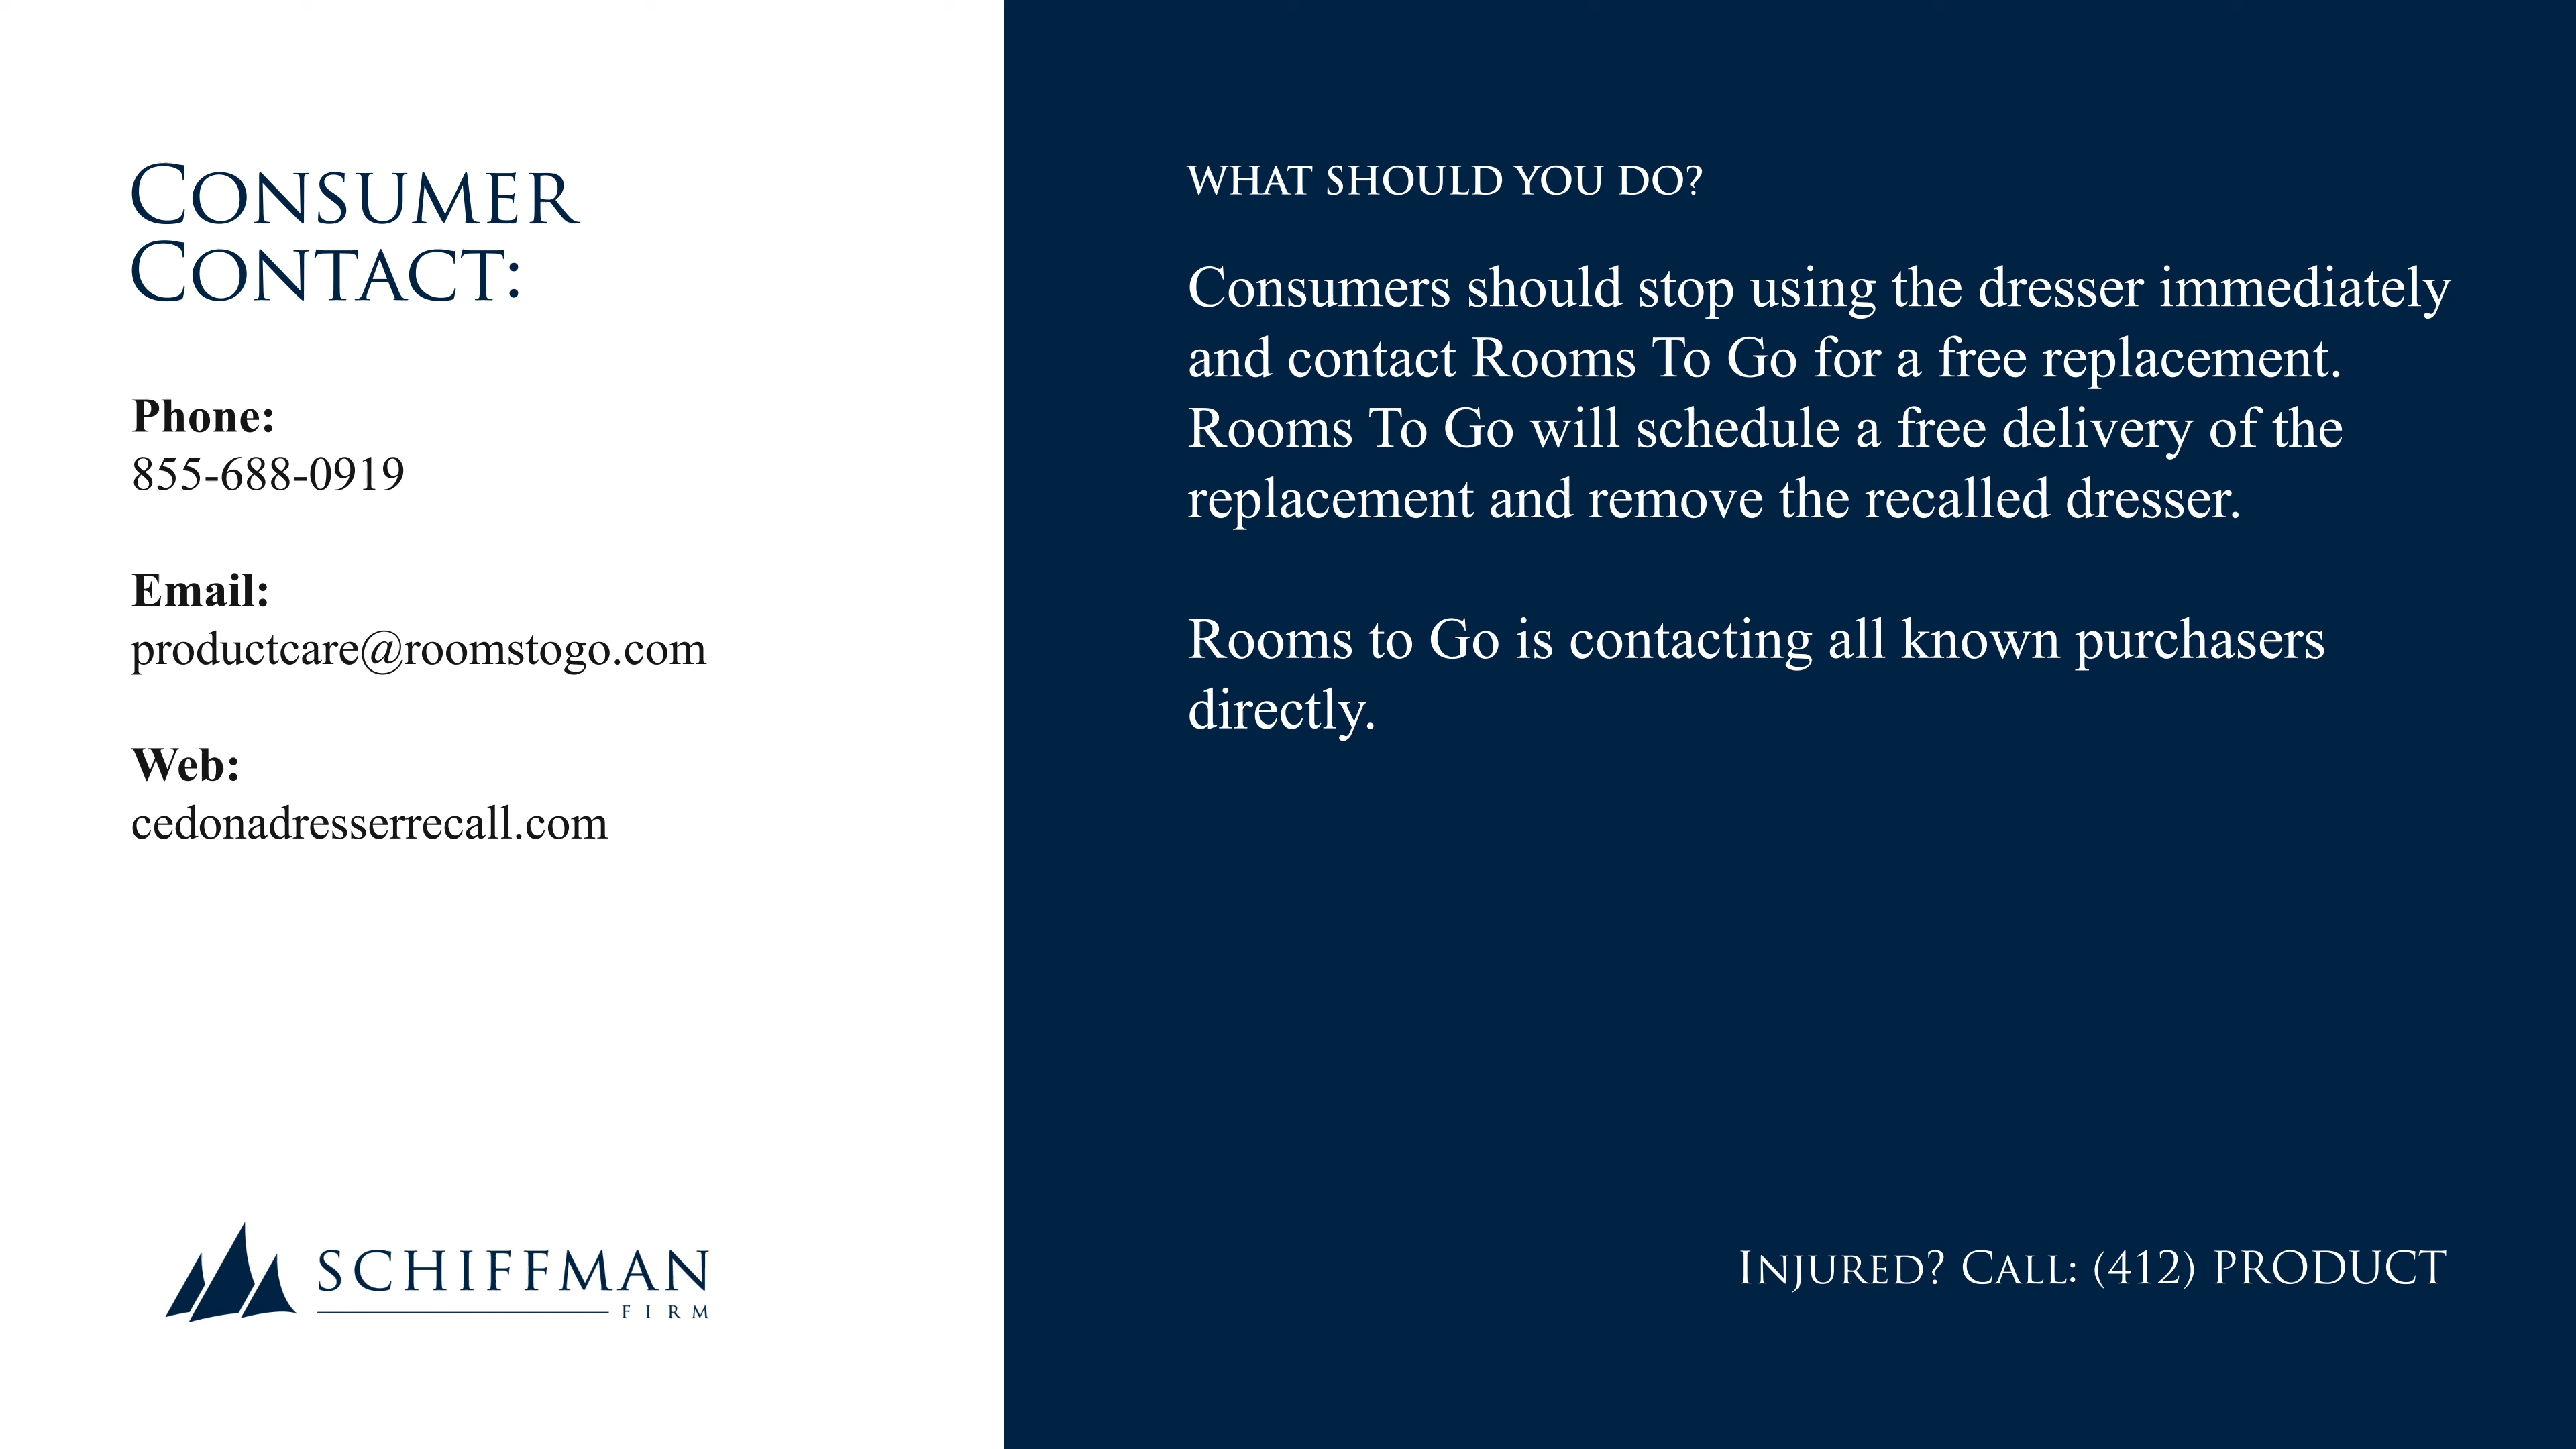 CONSUMER
CONTACT:
Phone:
855-688-0919
Email:
productcare@roomstogo.com
Web:
cedonadresserrecall.com
SCHIFFMAN
FIRM
WHAT SHOULD YOU DO?
Consumers should stop using the dresser immediately
and contact Rooms To Go for a free replacement.
Rooms To Go will schedule a free delivery of the
replacement and remove the recalled dresser.
Rooms to Go is contacting all known purchasers
directly.
INJURED? CALL: (412) PRODUCT